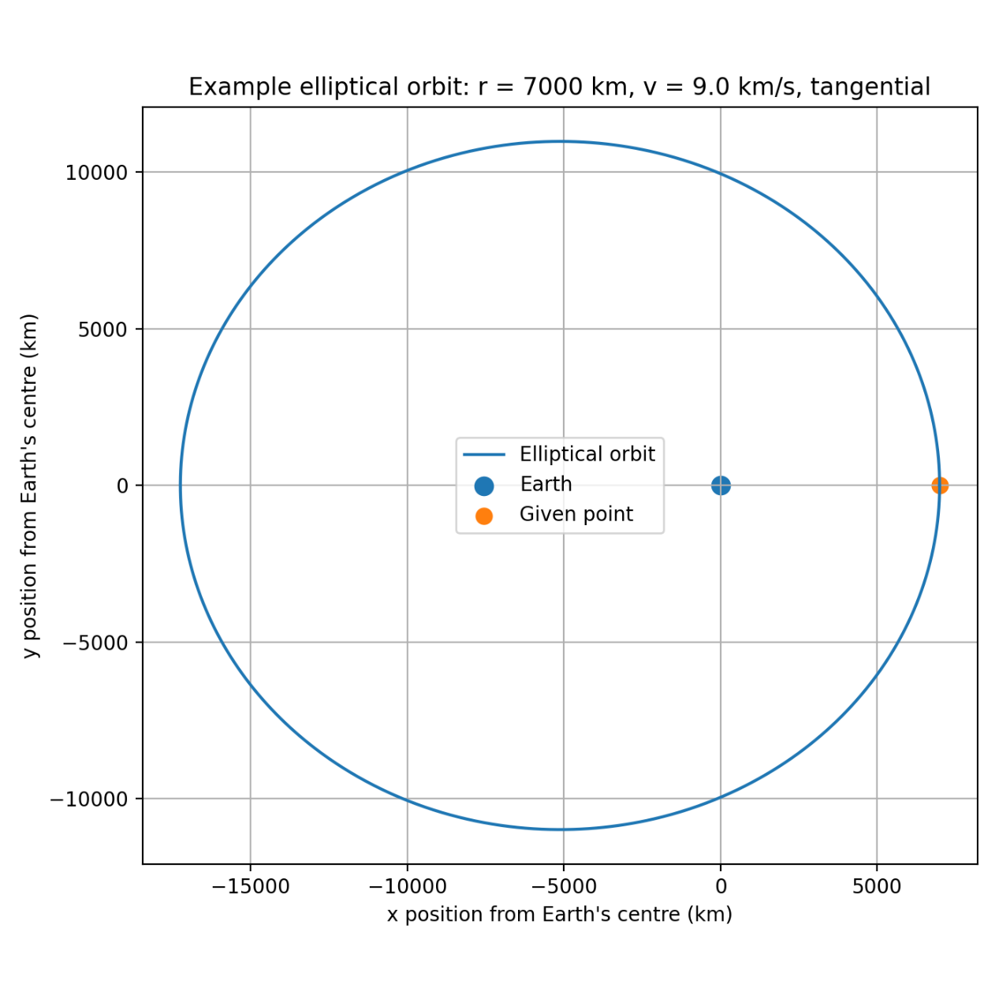 Example elliptical orbit: r = 7000 km, v = 9.0 km/s, tangential
10000
5000
0
−5000
−10000
y position from Earth's centre (km)
Elliptical orbit
Earth
Given point
−15000 −10000 −5000 0 5000
x position from Earth's centre (km)